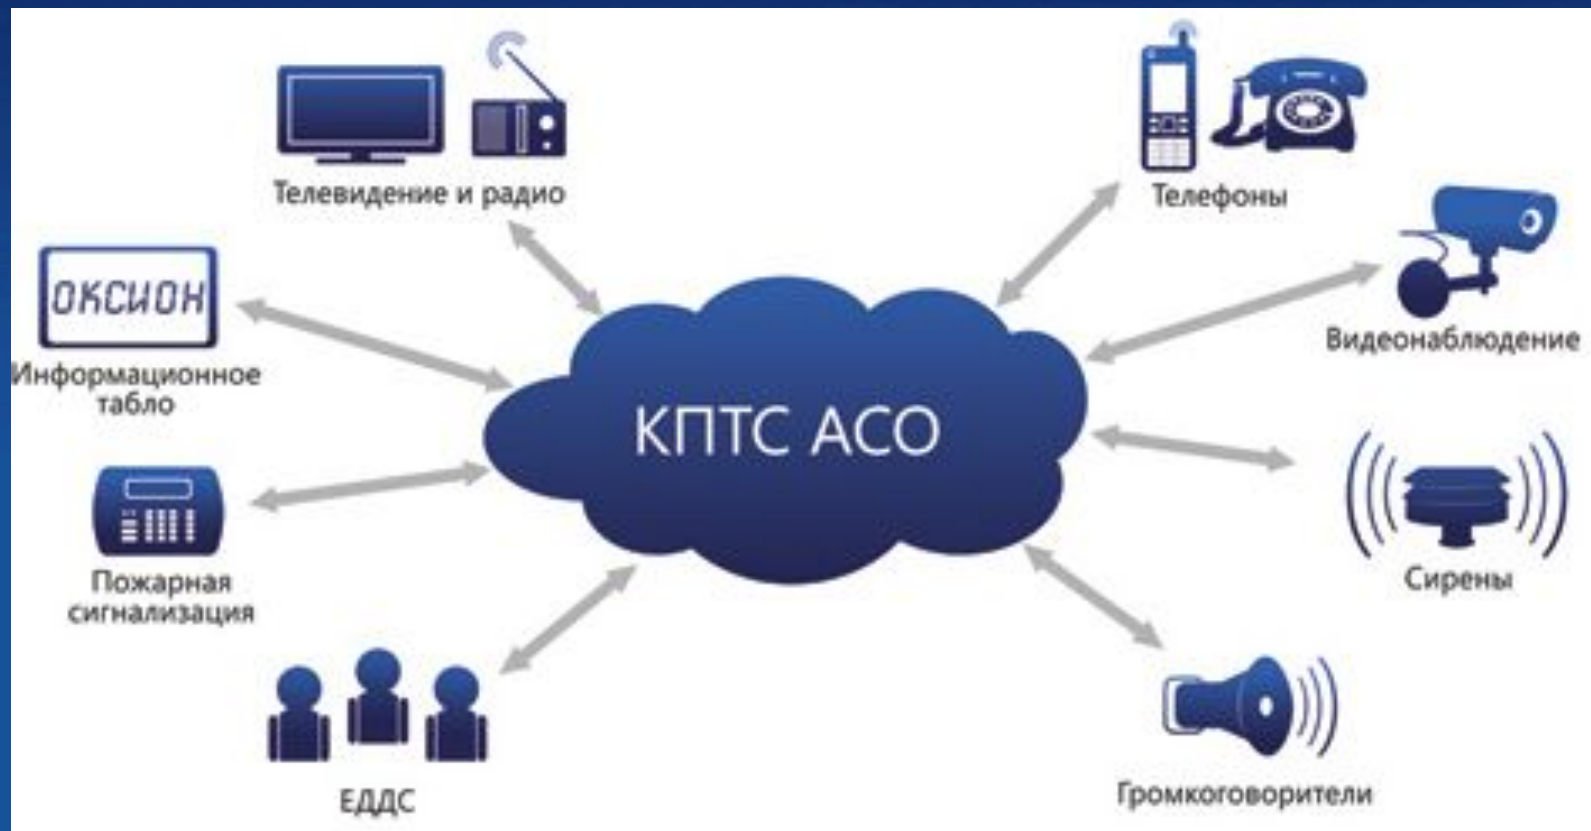 Телевидение и радио
Телефоны
ОКСИОН
Информационное
табло
Видеонаблюдение
КПТС АСО
Пожарная
сигнализация
Сирены
ЕДДС
Громкоговорители